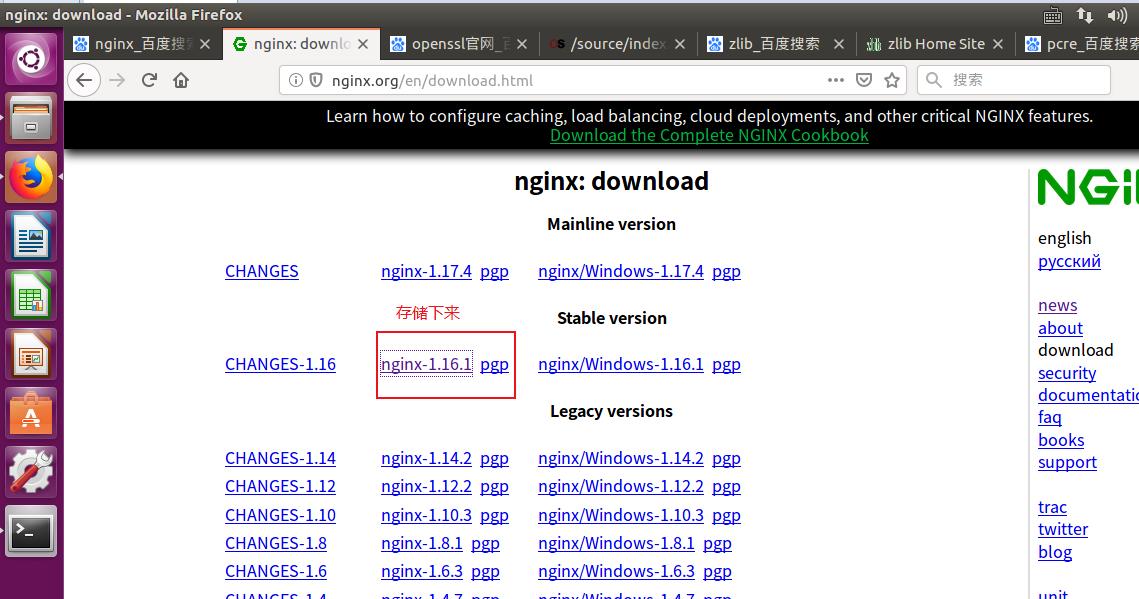 nginx: download - Mozilla Firefox
nginx_百度搜 nginx: downlo openssl官网_ /source/index zlib_百度搜索 zlib Home Site pcre_百度搜
nginx.org/en/download.html 搜索
Learn how to configure caching, load balancing, cloud deployments, and other critical NGINX features.
Download the Complete NGINX Cookbook
nginx: download
Mainline version
CHANGES nginx-1.17.4 pgp nginx/Windows-1.17.4 pgp
存储下来
Stable version
CHANGES-1.16 nginx-1.16.1 pgp nginx/Windows-1.16.1 pgp
Legacy versions
CHANGES-1.14 nginx-1.14.2 pgp nginx/Windows-1.14.2 pgp
CHANGES-1.12 nginx-1.12.2 pgp nginx/Windows-1.12.2 pgp
CHANGES-1.10 nginx-1.10.3 pgp nginx/Windows-1.10.3 pgp
CHANGES-1.8 nginx-1.8.1 pgp nginx/Windows-1.8.1 pgp
CHANGES-1.6 nginx-1.6.3 pgp nginx/Windows-1.6.3 pgp
CHANGES-1.4 nginx-1.4.7 pgp nginx/Windows-1.4.7 pgp
NGi
english
русский
news
about
download
security
documentatio
faq
books
support
trac
twitter
blog
unit